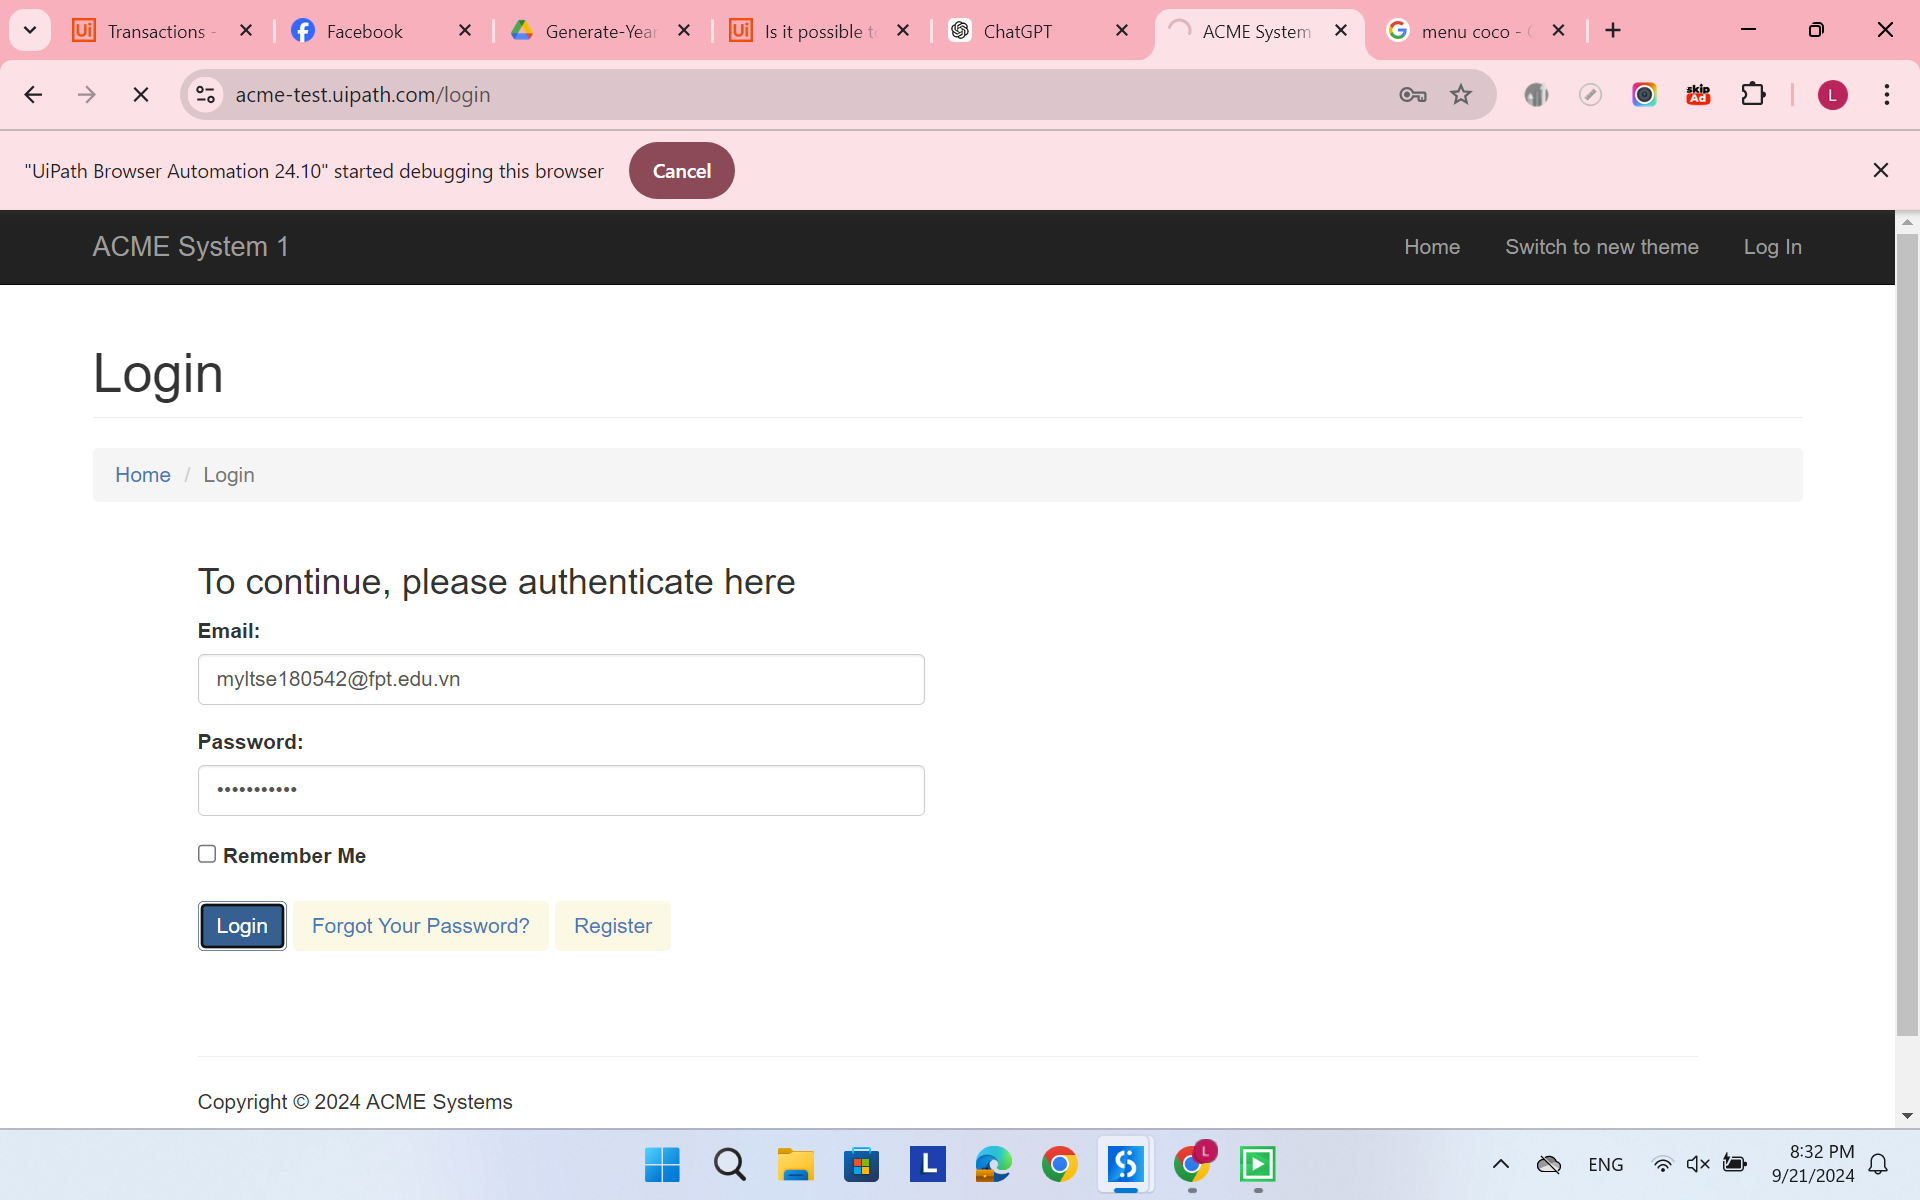 Transactions -
Facebook
Generate-Year
Is it possible to
ChatGPT
ACME System
menu coco -
acme-test.uipath.com/login
skip
Ad
L
"UiPath Browser Automation 24.10" started debugging this browser
Cancel
ACME System 1
Home
Switch to new theme
Log In
Login
Home / Login
To continue, please authenticate here
Email:
myltse180542@fpt.edu.vn
Password:
•••••••••••
Remember Me
Login
Forgot Your Password?
Register
Copyright © 2024 ACME Systems
L
L
ENG
8:32 PM
9/21/2024